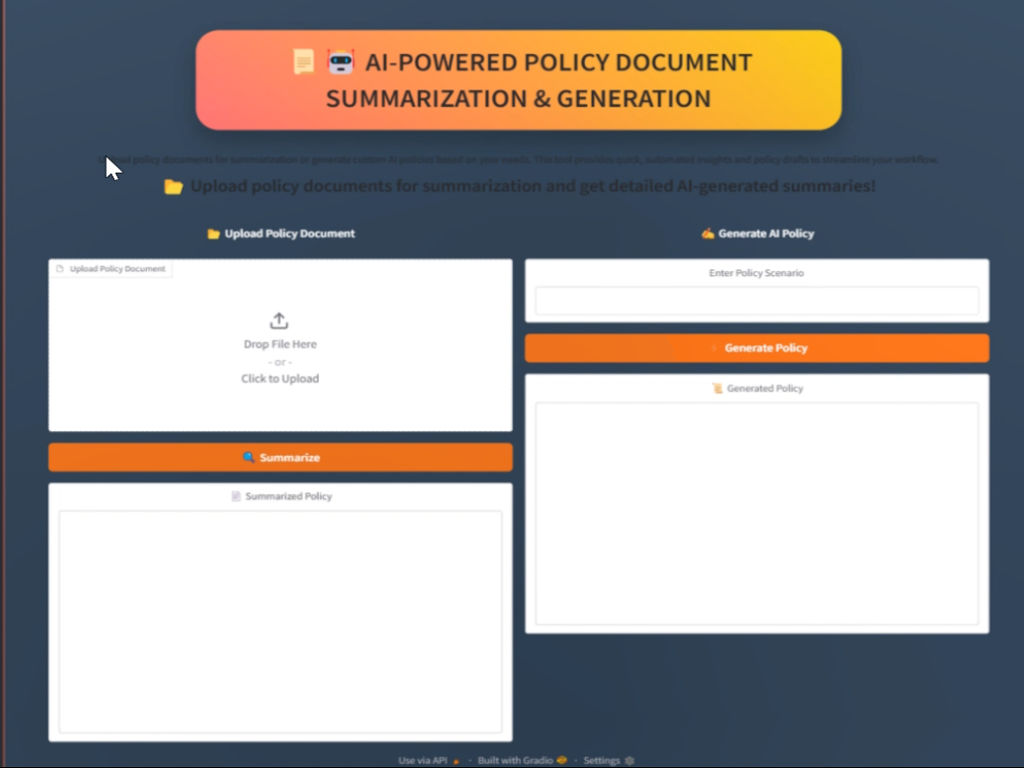 AI-POWERED POLICY DOCUMENT
SUMMARIZATION & GENERATION
Upload policy documents for summarization or generate custom AI policies based on your needs. This tool provides quick, automated insights and policy drafts to streamline your workflow.
Upload policy documents for summarization and get detailed AI-generated summaries!
Upload Policy Document
Upload Policy Document
Drop File Here
- or -
Click to Upload
Summarize
Summarized Policy
Generate AI Policy
Enter Policy Scenario
Generate Policy
Generated Policy
Use via API · Built with Gradio · Settings